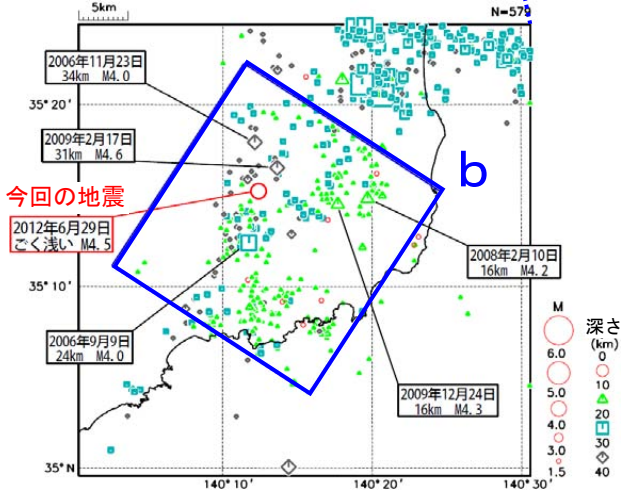 5km
N=579
2006年11月23日
34km M4.0
35°20′
2009年2月17日
31km M4.6
b
今回の地震
2012年6月29日
ごく浅い M4.5
2008年2月10日
16km M4.2
35°10′
2006年9月9日
24km M4.0
2009年12月24日
16km M4.3
35°N
140°10′
140°20′
140°30′
M
6.0
5.0
4.0
3.0
1.5
深さ
(km)
0
10
20
30
40